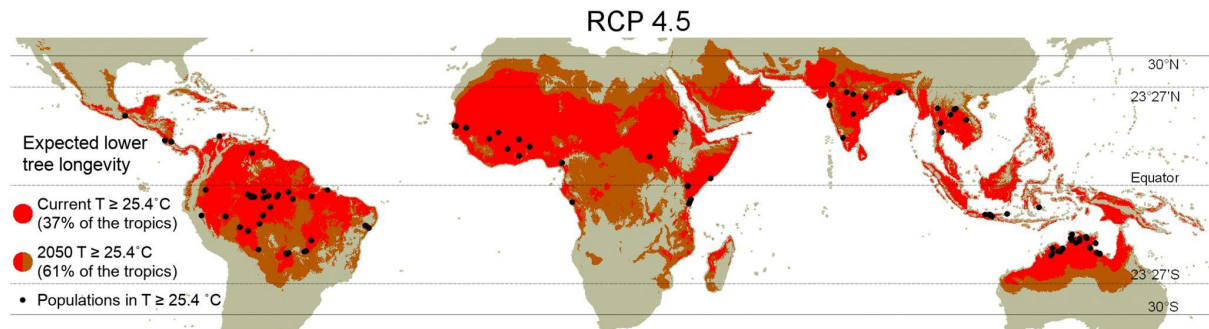 RCP 4.5
30°N
23°27'N
Expected lower
tree longevity
Equator
Current T ≥ 25.4°C
(37% of the tropics)
2050 T ≥ 25.4°C
(61% of the tropics)
23°27'S
Populations in T ≥ 25.4 °C
30°S